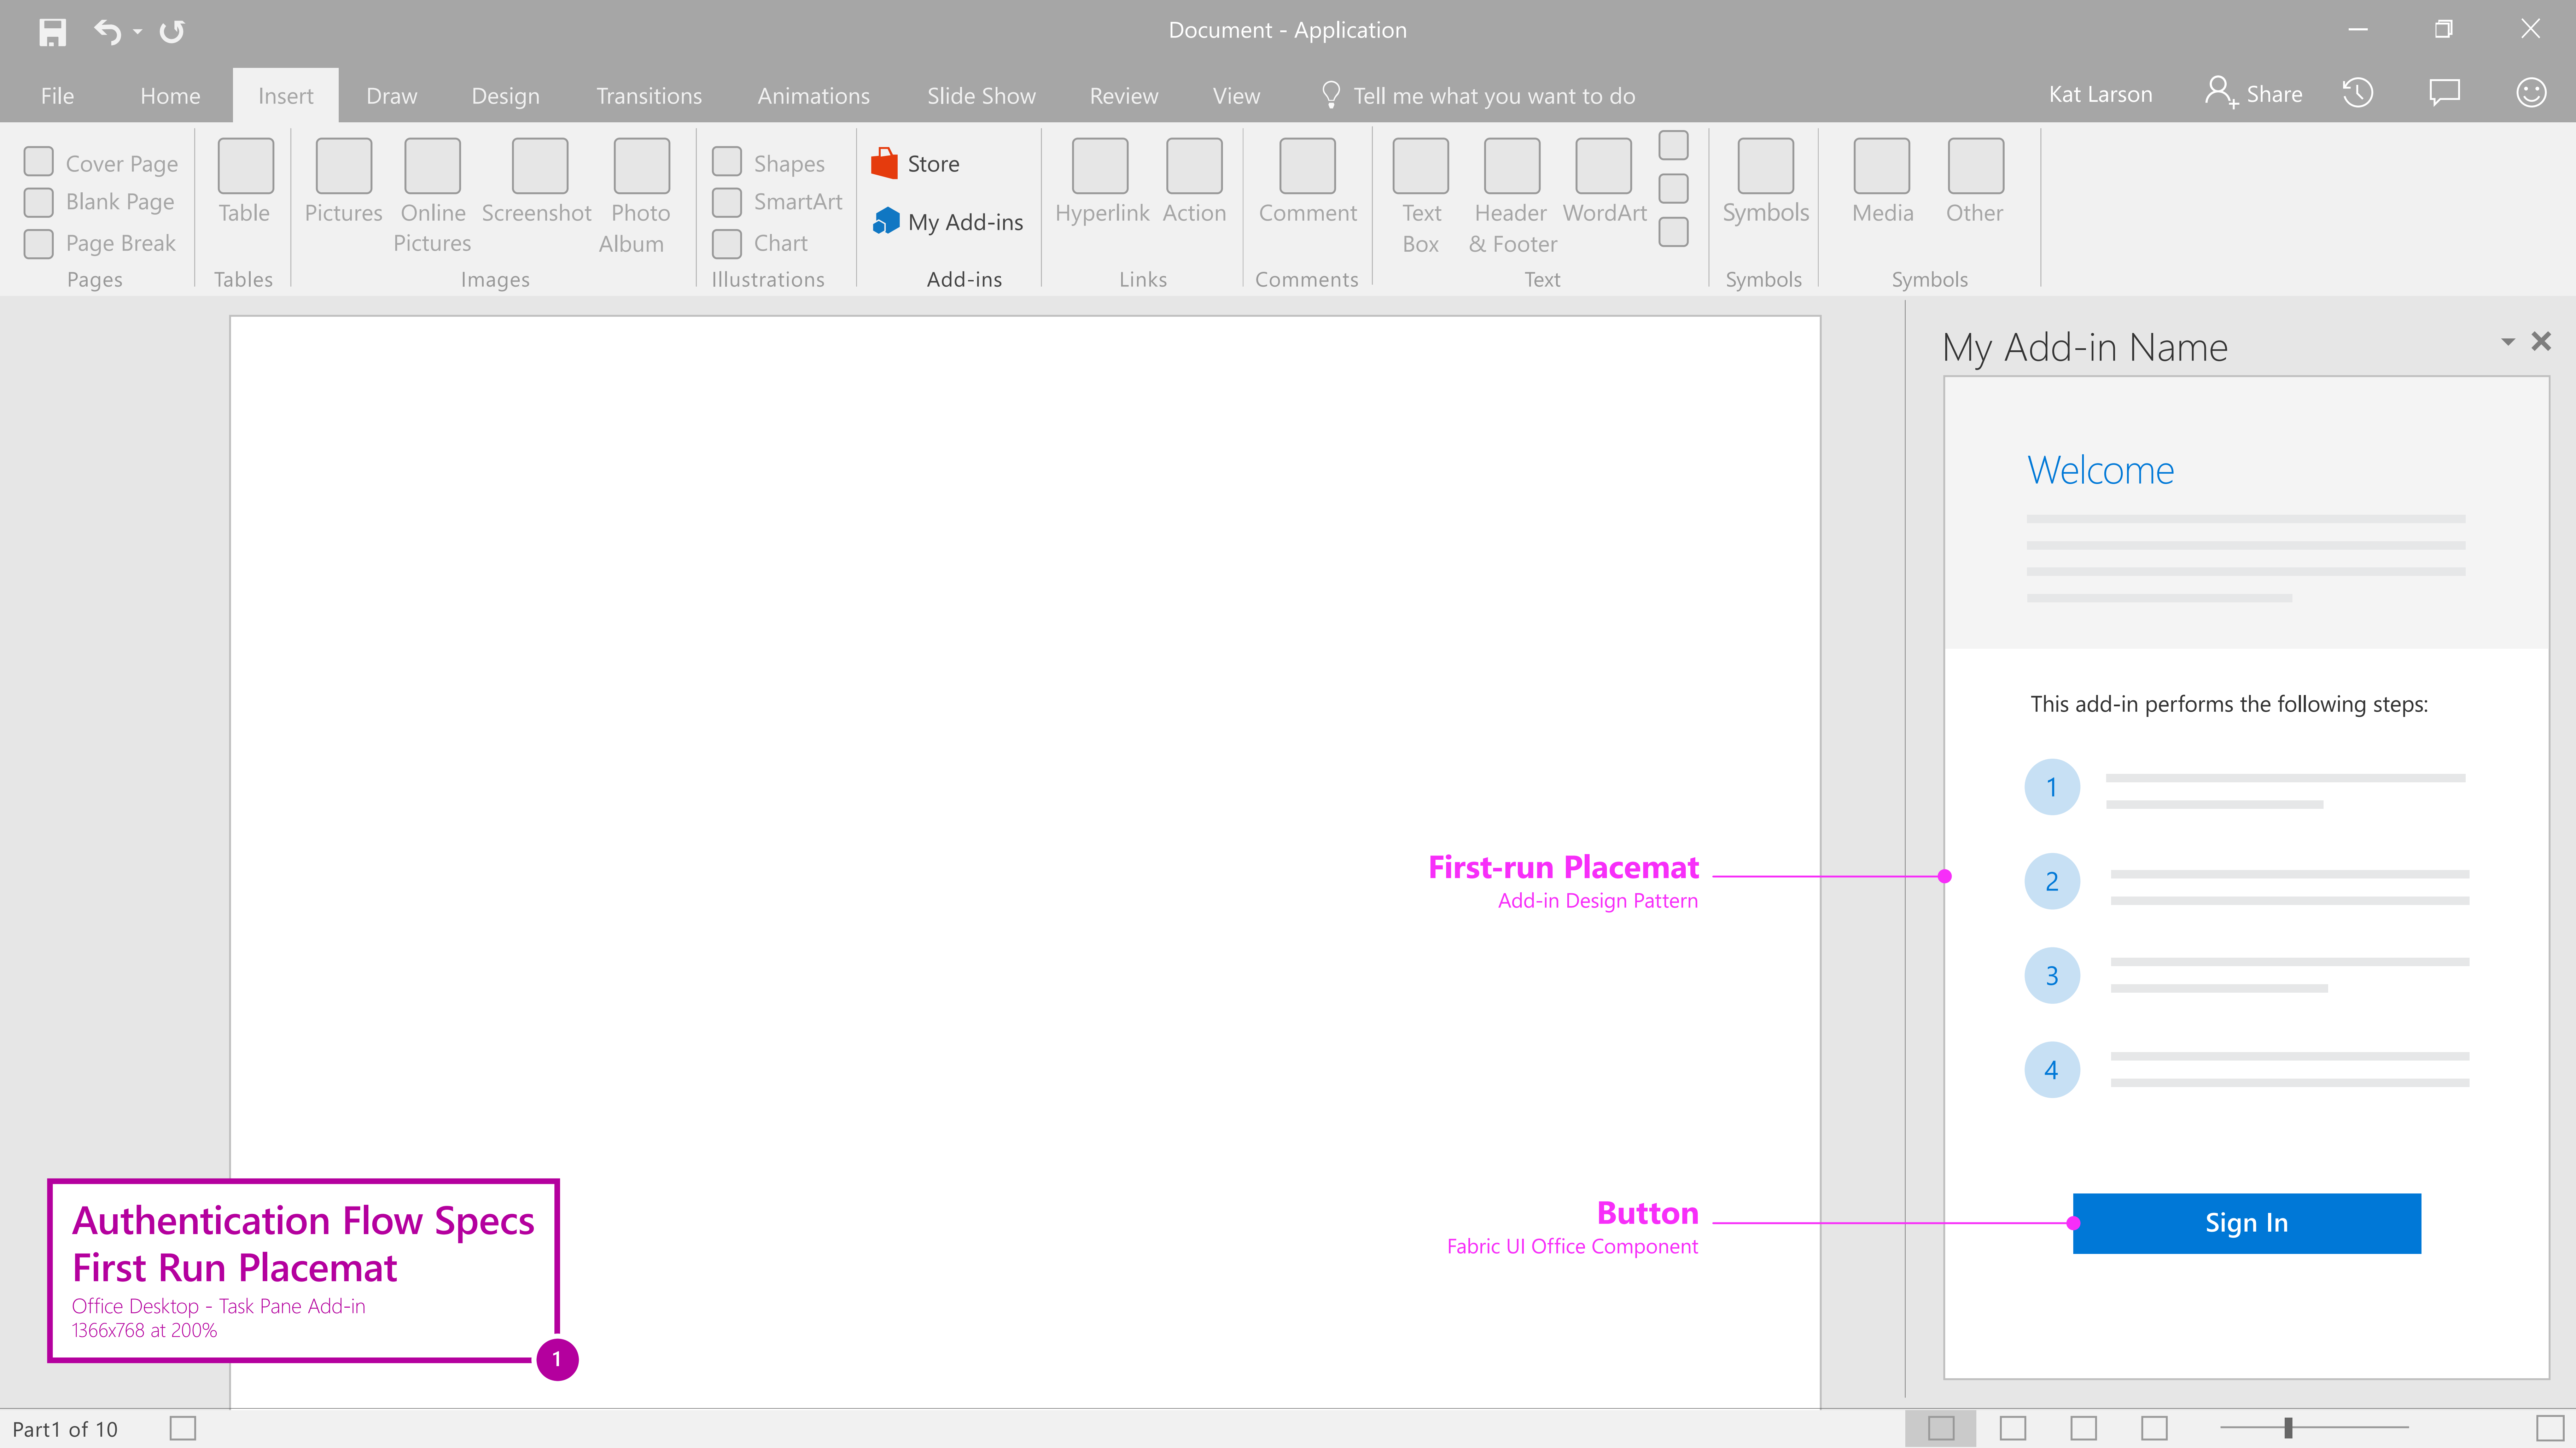 Document - Application
File
Home
Insert
Draw
Design
Transitions
Animations
Slide Show
Review
View
Tell me what you want to do
Kat Larson
Share
Cover Page
Blank Page
Page Break
Pages
Table
Tables
Pictures
Online
Pictures
Screenshot
Photo
Album
Images
Shapes
SmartArt
Chart
Illustrations
Store
My Add-ins
Add-ins
Hyperlink
Action
Links
Comment
Comments
Text
Box
Header
& Footer
WordArt
Text
Symbols
Symbols
Media
Other
Symbols
My Add-in Name
Welcome
This add-in performs the following steps:
1
2
3
4
Sign In
First-run Placemat
Add-in Design Pattern
Button
Fabric UI Office Component
Authentication Flow Specs
First Run Placemat
Office Desktop - Task Pane Add-in
1366x768 at 200%
1
Part1 of 10